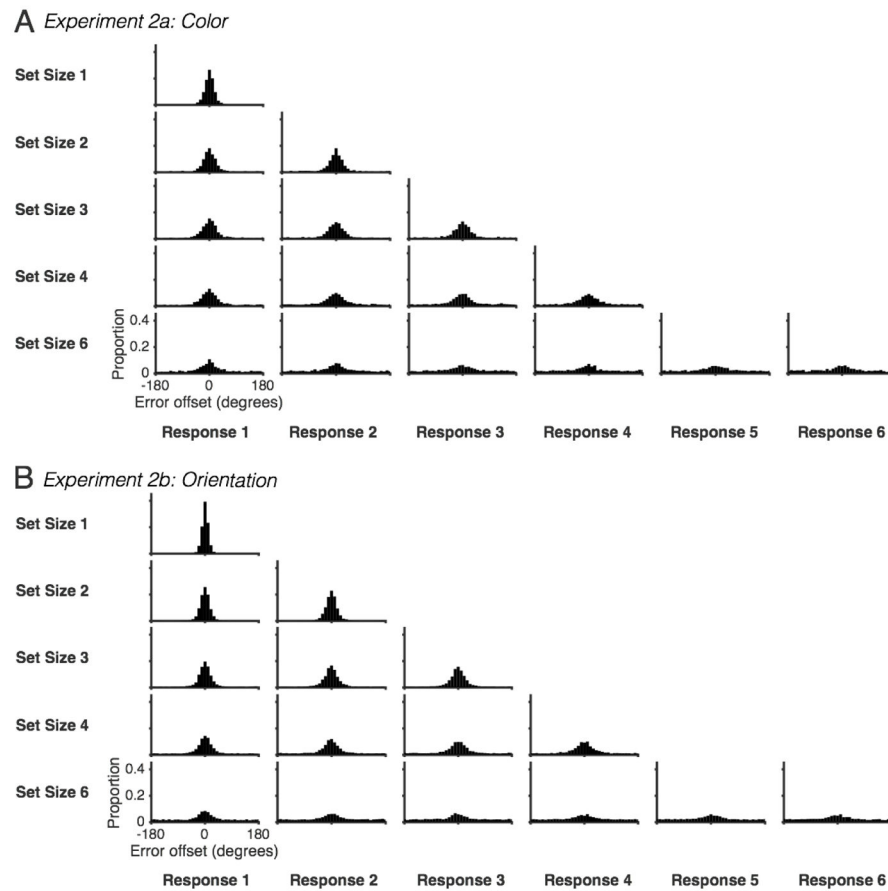 A Experiment 2a: Color
Set Size 1
Set Size 2
Set Size 3
Set Size 4
Set Size 6
Proportion
0.4
0.2
0
-180 0 180
Error offset (degrees)
Response 1 Response 2 Response 3 Response 4 Response 5 Response 6
B Experiment 2b: Orientation
Set Size 1
Set Size 2
Set Size 3
Set Size 4
Set Size 6
Proportion
0.4
0.2
0
-180 0 180
Error offset (degrees)
Response 1 Response 2 Response 3 Response 4 Response 5 Response 6